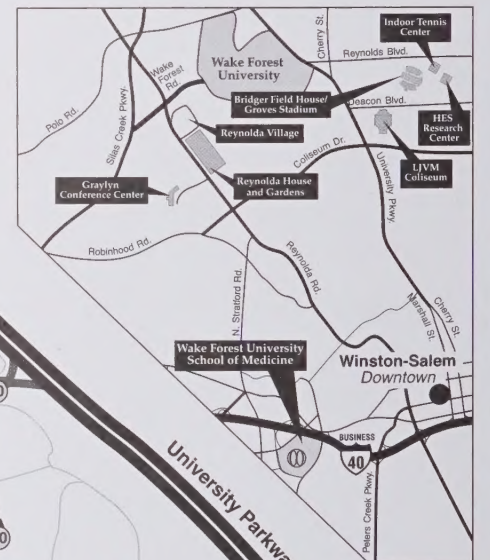 Indoor Tennis
Center
Cherry St.
Reynolds Blvd.
Wake Forest
University
Wake
Forest
Rd.
Bridger Field House/
Groves Stadium
Deacon Blvd.
HES
Research
Center
Polo Rd.
Silas Creek Pkwy.
Reynolda Village
Coliseum Dr.
LJVM
Coliseum
University Pkwy.
Graylyn
Conference Center
Reynolda House
and Gardens
Robinhood Rd.
Reynolda Rd.
N. Stratford Rd.
Marshall St.
Cherry St.
Wake Forest University
School of Medicine
Winston-Salem
Downtown
BUSINESS
40
Peters Creek Pkwy.
University Parkwa